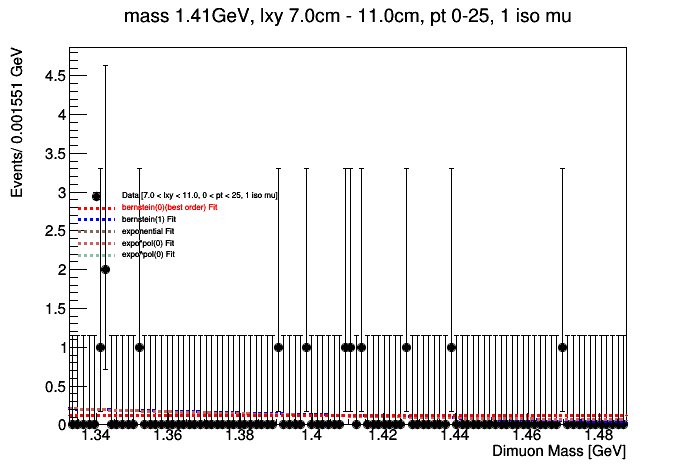 mass 1.41GeV, lxy 7.0cm - 11.0cm, pt 0-25, 1 iso mu
Events/ 0.001551 GeV
4.5
4
3.5
3
2.5
2
1.5
1
0.5
0
Data [7.0 < lxy < 11.0, 0 < pt < 25, 1 iso mu]
bernstein(0)(best order) Fit
bernstein(1) Fit
exponential Fit
expo*pol(0) Fit
expo*pol(0) Fit
1.34 1.36 1.38 1.4 1.42 1.44 1.46 1.48
Dimuon Mass [GeV]